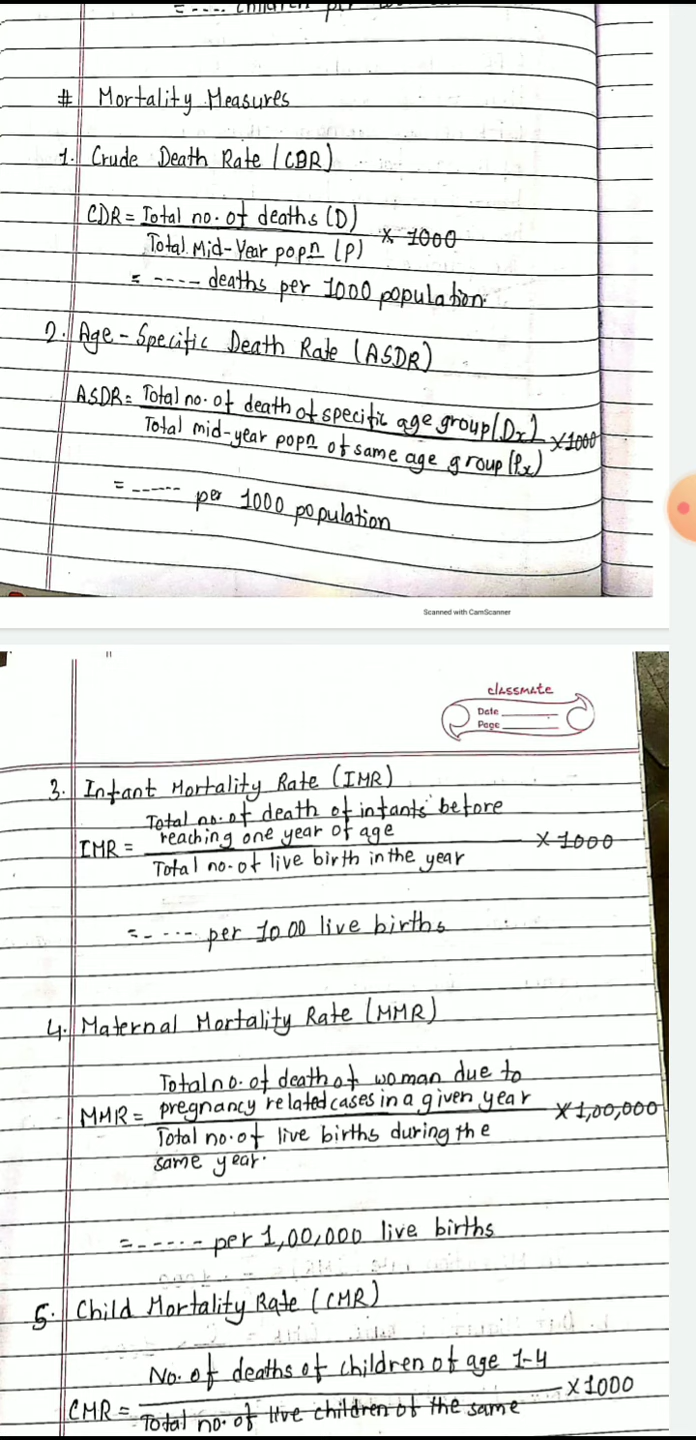 = ---- children per
# Mortality Measures
1. Crude Death Rate (CBR)
CDR = Total no. of deaths (D) × 1000
Total Mid-Year popn (P)
= ---- deaths per 1000 population.
2. Age-Specific Death Rate (ASDR)
ASDR = Total no. of death of specific age group (Dx) × 1000
Total mid-year popn of same age group (Px)
= ------ per 1000 population
Scanned with CamScanner
classmate
Date
Page
3. Infant Mortality Rate (IMR)
Total no. of death of infants before
reaching one year of age
IMR = × 1000
Total no. of live birth in the year
= ----- per 1000 live births
4. Maternal Mortality Rate (MMR)
Total no. of death of woman due to
MMR = pregnancy related cases in a given year × 1,00,000
Total no. of live births during the
same year.
= ------ per 1,00,000 live births
5. Child Mortality Rate (CMR)
No. of deaths of children of age 1-4
CMR = × 1000
Total no. of live children of the same